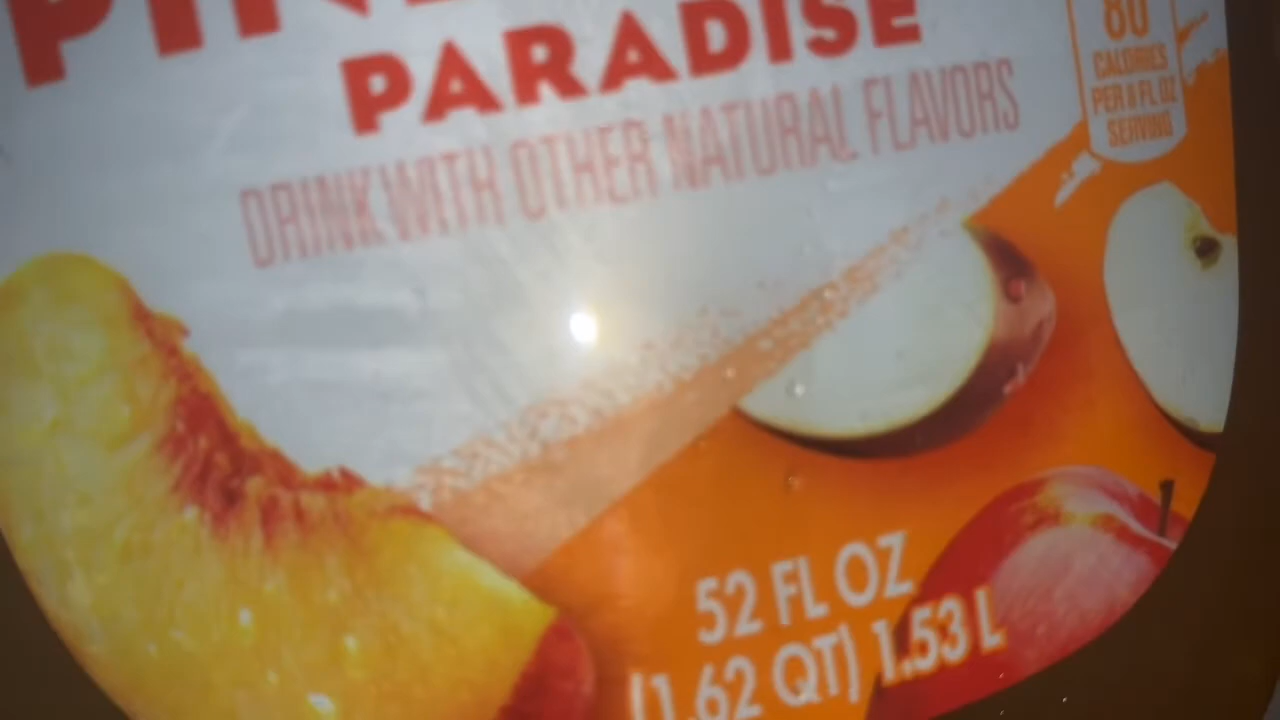 PARADISE
DRINK WITH OTHER NATURAL FLAVORS
80
CALORIES
PER 8 FL OZ
SERVING
52 FL OZ
(1.62 QT) 1.53 L